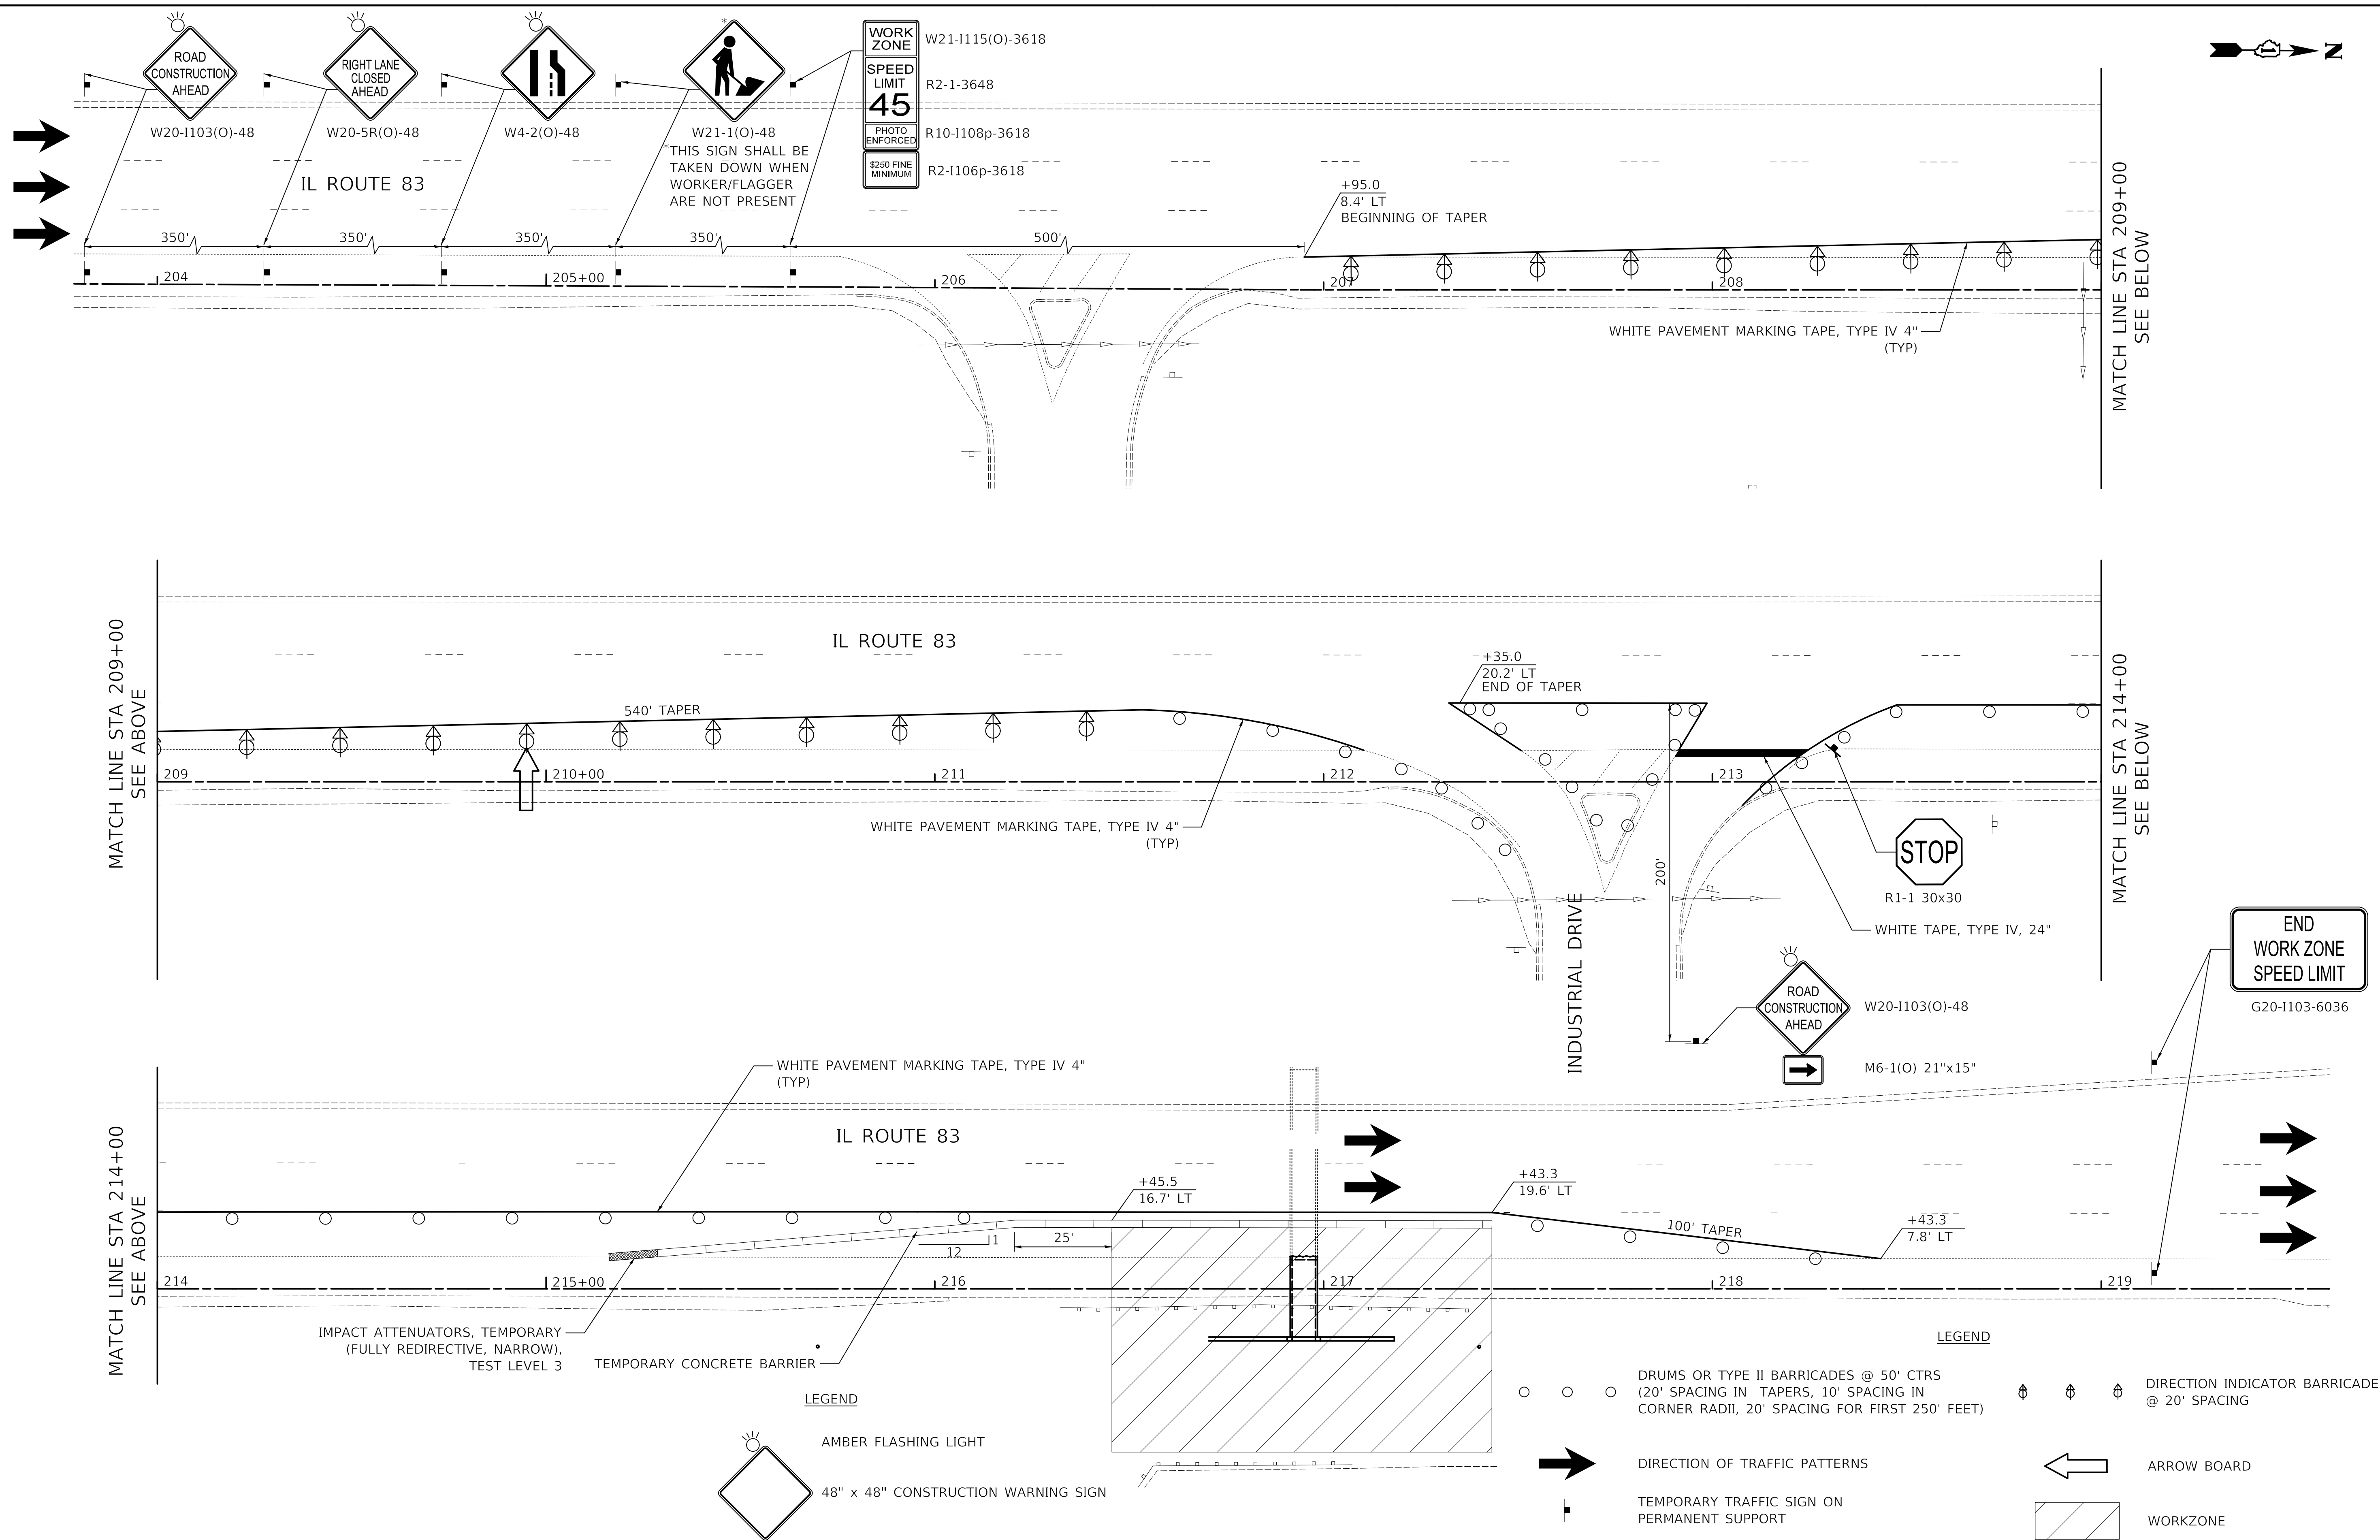 ROAD
CONSTRUCTION
AHEAD
W20-I103(O)-48
RIGHT LANE
CLOSED
AHEAD
W20-5R(O)-48
W4-2(O)-48
*
W21-1(O)-48
*THIS SIGN SHALL BE
TAKEN DOWN WHEN
WORKER/FLAGGER
ARE NOT PRESENT
WORK
ZONE
W21-I115(O)-3618
SPEED
LIMIT
45
R2-1-3648
PHOTO
ENFORCED
R10-I108p-3618
$250 FINE
MINIMUM
R2-I106p-3618
N
IL ROUTE 83
+95.0
8.4' LT
BEGINNING OF TAPER
350'
350'
350'
350'
500'
204
205+00
206
207
208
WHITE PAVEMENT MARKING TAPE, TYPE IV 4"
(TYP)
MATCH LINE STA 209+00
SEE BELOW
MATCH LINE STA 209+00
SEE ABOVE
IL ROUTE 83
540' TAPER
+35.0
20.2' LT
END OF TAPER
209
210+00
211
212
213
WHITE PAVEMENT MARKING TAPE, TYPE IV 4"
(TYP)
200'
INDUSTRIAL DRIVE
STOP
R1-1 30x30
WHITE TAPE, TYPE IV, 24"
MATCH LINE STA 214+00
SEE BELOW
ROAD
CONSTRUCTION
AHEAD
W20-I103(O)-48
M6-1(O) 21"x15"
END
WORK ZONE
SPEED LIMIT
G20-I103-6036
MATCH LINE STA 214+00
SEE ABOVE
WHITE PAVEMENT MARKING TAPE, TYPE IV 4"
(TYP)
IL ROUTE 83
+45.5
16.7' LT
+43.3
19.6' LT
100' TAPER
+43.3
7.8' LT
12
1
25'
214
215+00
216
217
218
219
IMPACT ATTENUATORS, TEMPORARY
(FULLY REDIRECTIVE, NARROW),
TEST LEVEL 3
TEMPORARY CONCRETE BARRIER
LEGEND
AMBER FLASHING LIGHT
48" x 48" CONSTRUCTION WARNING SIGN
LEGEND
DRUMS OR TYPE II BARRICADES @ 50' CTRS
(20' SPACING IN TAPERS, 10' SPACING IN
CORNER RADII, 20' SPACING FOR FIRST 250' FEET)
DIRECTION INDICATOR BARRICADE
@ 20' SPACING
DIRECTION OF TRAFFIC PATTERNS
ARROW BOARD
TEMPORARY TRAFFIC SIGN ON
PERMANENT SUPPORT
WORKZONE